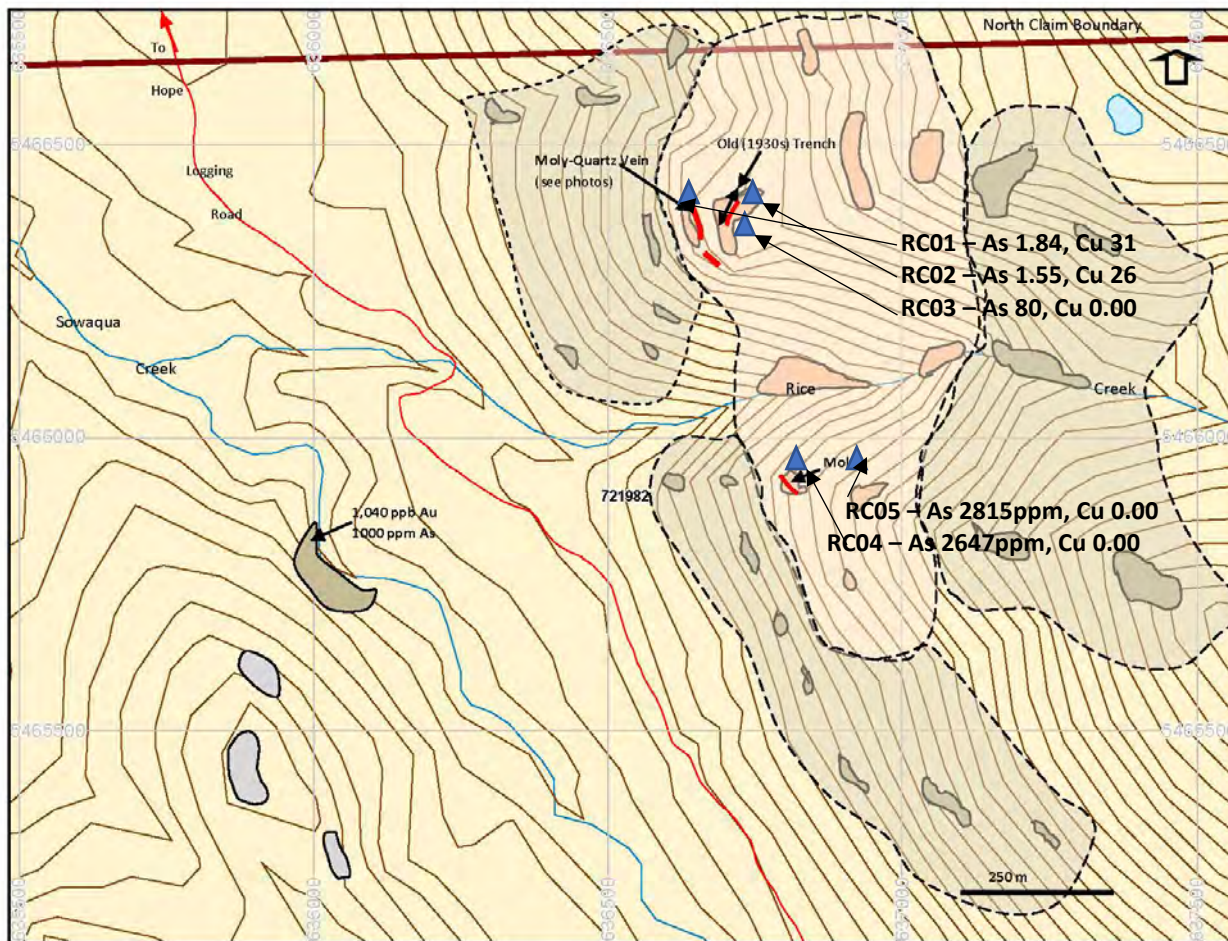 North Claim Boundary
To
Hope
Logging
Road
Old (1930s) Trench
Moly-Quartz Vein
(see photos)
RC01 – As 1.84, Cu 31
RC02 – As 1.55, Cu 26
RC03 – As 80, Cu 0.00
Sowaqua
Creek
Rice
Creek
721982
RC05 – As 2815ppm, Cu 0.00
RC04 – As 2647ppm, Cu 0.00
1,040 ppb Au
1000 ppm As
250 m
5466500
5466000
5465500
636000
636500